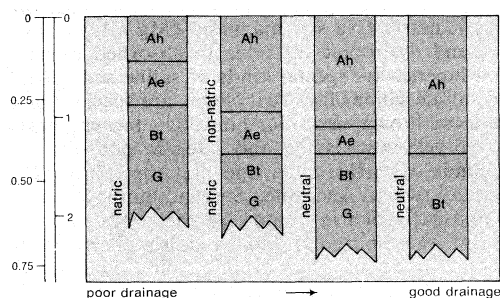 0
0
0.25
1
0.50
2
0.75
Ah
Ae
Bt
G
natric
Ah
Ae
Bt
G
non-natric
natric
Ah
Ae
Bt
G
neutral
Ah
Bt
neutral
poor drainage → good drainage